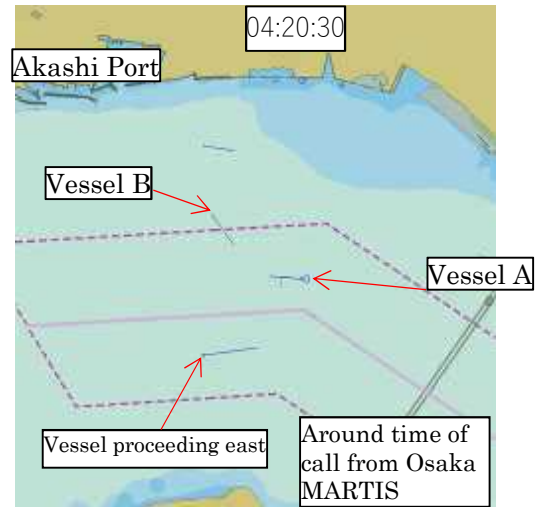 04:20:30
Akashi Port
Vessel B
Vessel A
Vessel proceeding east
Around time of
call from Osaka
MARTIS